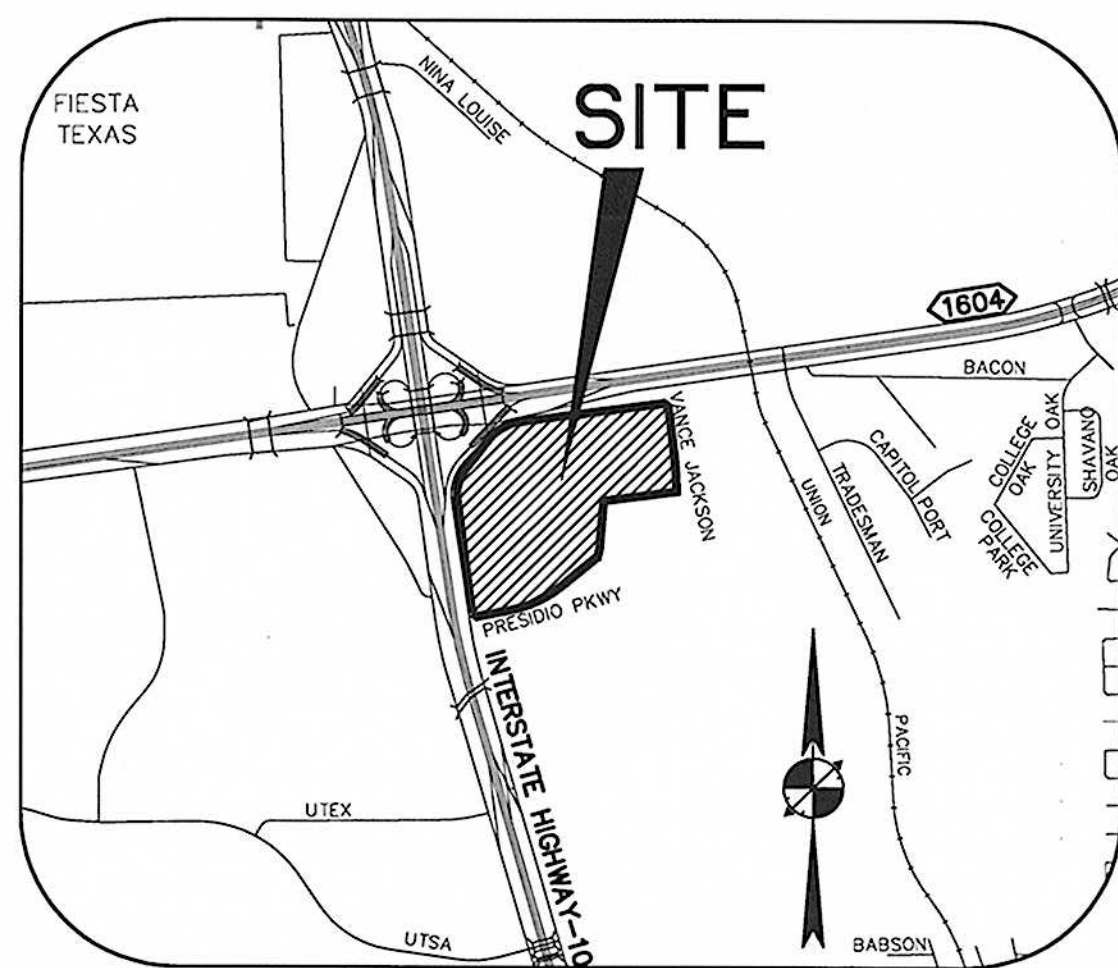 FIESTA
TEXAS
NINA LOUISE
SITE
1604
BACON
VANCE JACKSON
CAPITOL PORT
TRADESMAN
COLLEGE
OAK
UNIVERSITY OAK
SHAVANO
OAK
COLLEGE
PARK
UNION
PACIFIC
PRESIDIO PKWY
INTERSTATE HIGHWAY-10
UTEX
UTSA
BABSON